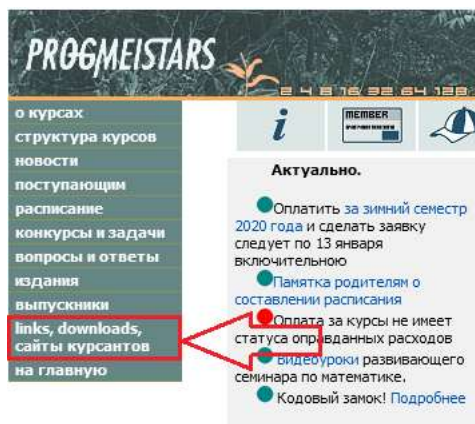 PROGMEISTARS
2 4 8 16 32 64 128
о курсах
структура курсов
новости
поступающим
расписание
конкурсы и задачи
вопросы и ответы
издания
выпускники
links, downloads,
сайты курсантов
на главную
i
MEMBER
Актуально.
Оплатить за зимний семестр
2020 года и сделать заявку
следует по 13 января
включительною
Памятка родителям о
составлении расписания
Оплата за курсы не имеет
статуса оправданных расходов
Видеоуроки развивающего
семинара по математике.
Кодовый замок! Подробнее